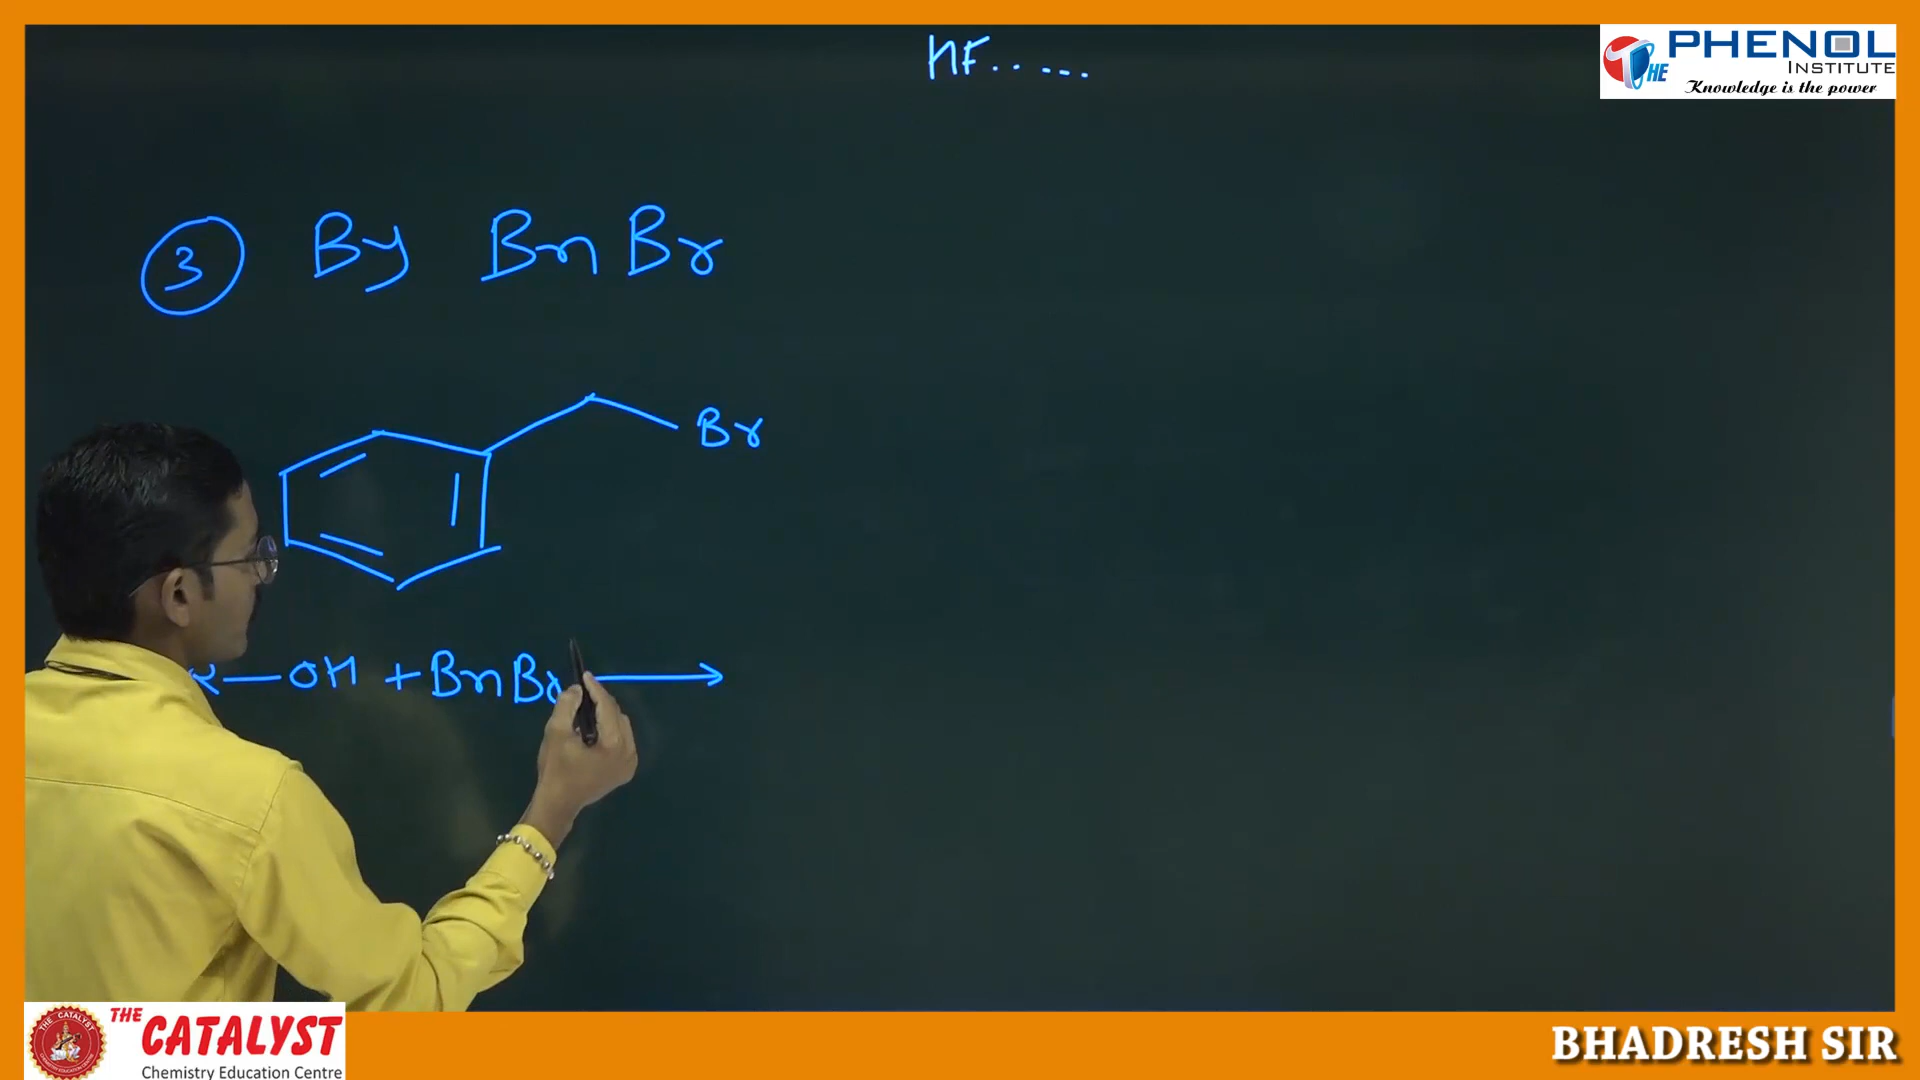 HF.. ...
PHENOL
THE
INSTITUTE
Knowledge is the power
3 By BnBr
Br
R—OH + BnBr →
THE
CATALYST
Chemistry Education Centre
BHADRESH SIR